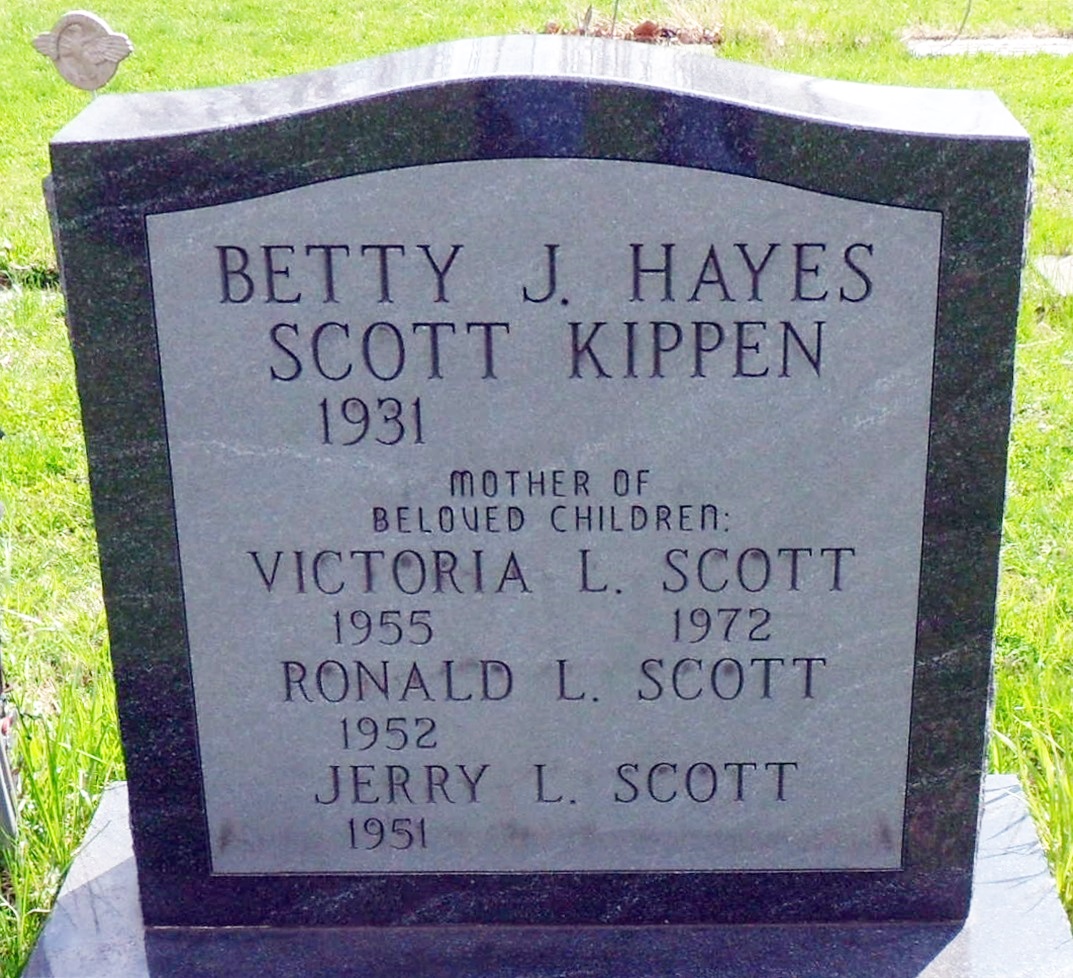 BETTY J. HAYES
SCOTT KIPPEN
1931
MOTHER OF
BELOVED CHILDREN:
VICTORIA L. SCOTT
1955 1972
RONALD L. SCOTT
1952
JERRY L. SCOTT
1951